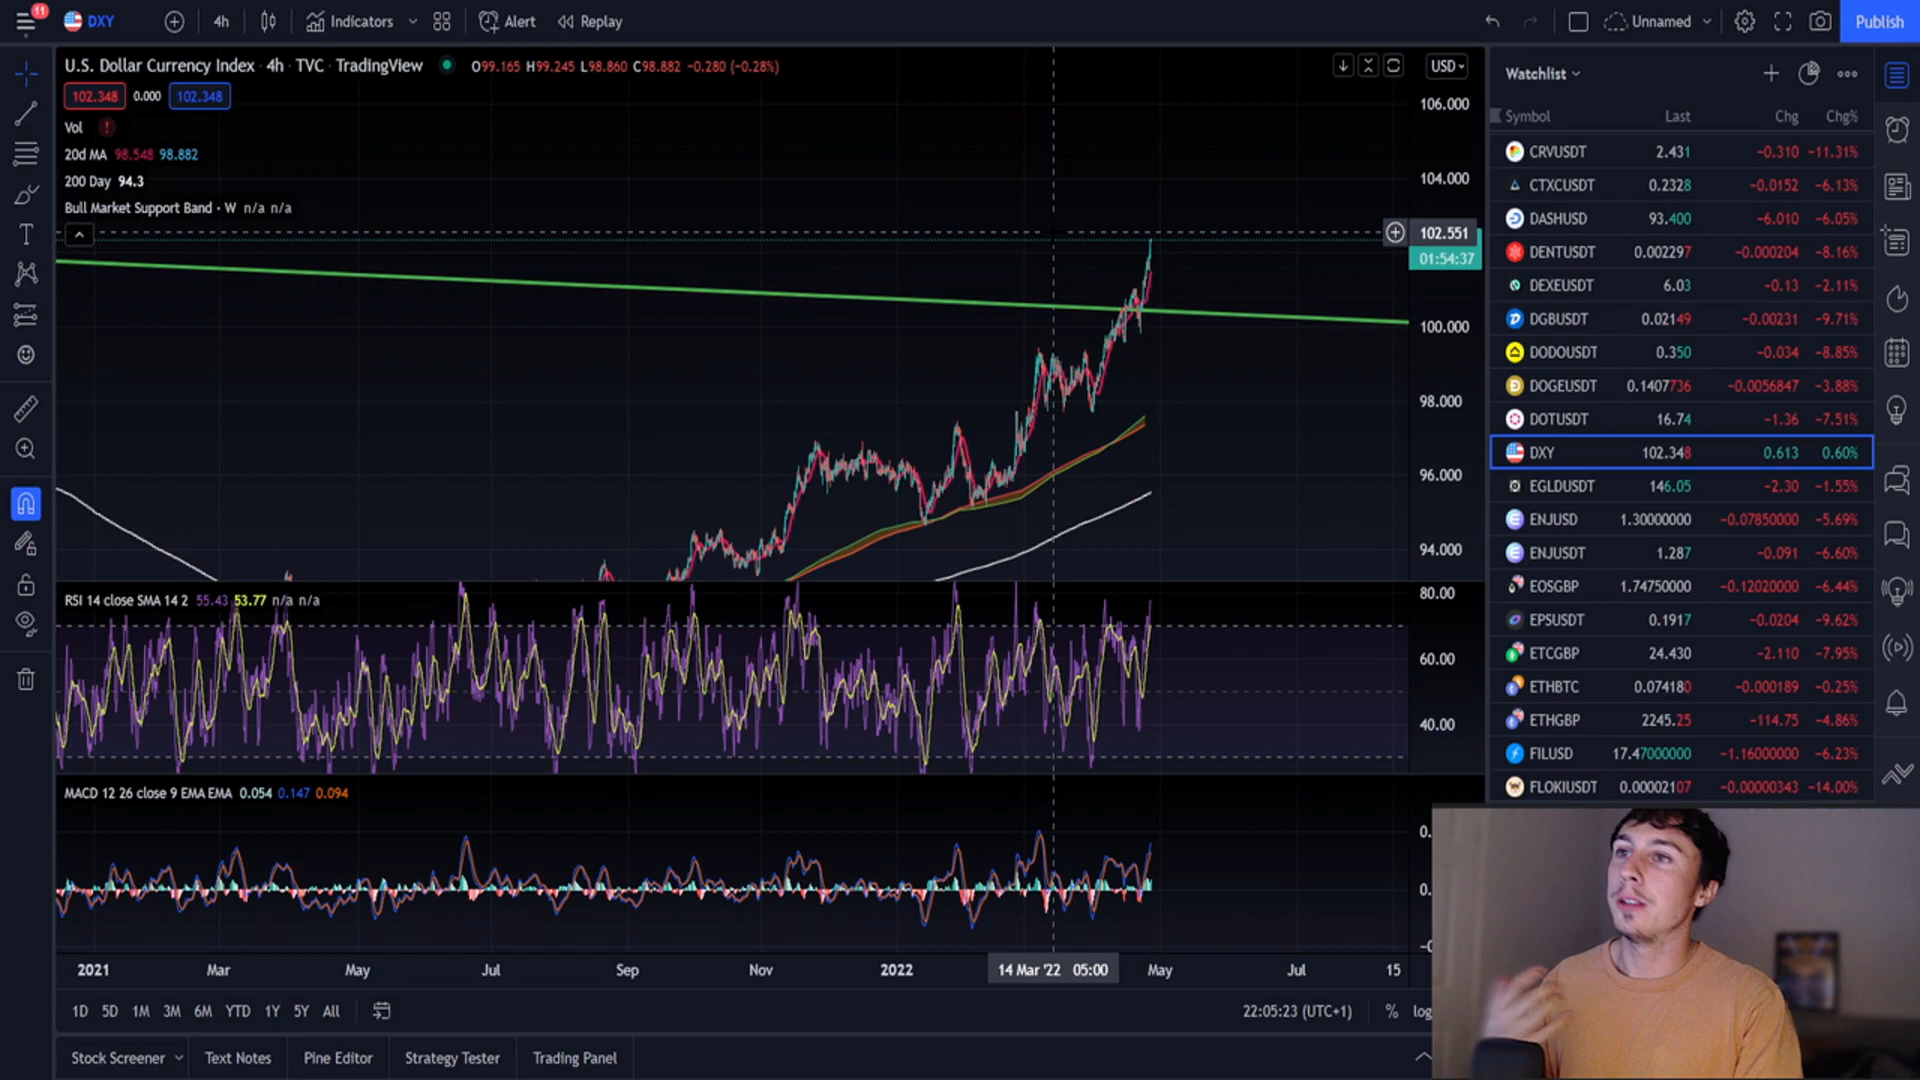 11
DXY
4h
Indicators
Alert
Replay
Unnamed
Publish
U.S. Dollar Currency Index · 4h · TVC · TradingView
O99.165 H99.245 L98.860 C98.882 -0.280 (-0.28%)
102.348 0.000 102.348
Vol
20d MA 98.548 98.882
200 Day 94.3
Bull Market Support Band · W n/a n/a
USD
106.000
104.000
102.551
01:54:37
100.000
98.000
96.000
94.000
RSI 14 close SMA 14 2 55.43 53.77 n/a n/a
80.00
60.00
40.00
MACD 12 26 close 9 EMA EMA 0.054 0.147 0.094
2021 Mar May Jul Sep Nov 2022 14 Mar '22 05:00 May Jul 15
1D 5D 1M 3M 6M YTD 1Y 5Y All
22:05:23 (UTC+1)
%
log
Stock Screener
Text Notes
Pine Editor
Strategy Tester
Trading Panel
Watchlist
Symbol Last Chg Chg%
CRVUSDT 2.431 -0.310 -11.31%
CTXCUSDT 0.2328 -0.0152 -6.13%
DASHUSD 93.400 -6.010 -6.05%
DENTUSDT 0.002297 -0.000204 -8.16%
DEXEUSDT 6.03 -0.13 -2.11%
DGBUSDT 0.02149 -0.00231 -9.71%
DODOUSDT 0.350 -0.034 -8.85%
DOGEUSDT 0.1407736 -0.0056847 -3.88%
DOTUSDT 16.74 -1.36 -7.51%
DXY 102.348 0.613 0.60%
EGLDUSDT 146.05 -2.30 -1.55%
ENJUSD 1.30000000 -0.07850000 -5.69%
ENJUSDT 1.287 -0.091 -6.60%
EOSGBP 1.74750000 -0.12020000 -6.44%
EPSUSDT 0.1917 -0.0204 -9.62%
ETCGBP 24.430 -2.110 -7.95%
ETHBTC 0.074180 -0.000189 -0.25%
ETHGBP 2245.25 -114.75 -4.86%
FILUSD 17.47000000 -1.16000000 -6.23%
FLOKIUSDT 0.00002107 -0.00000343 -14.00%